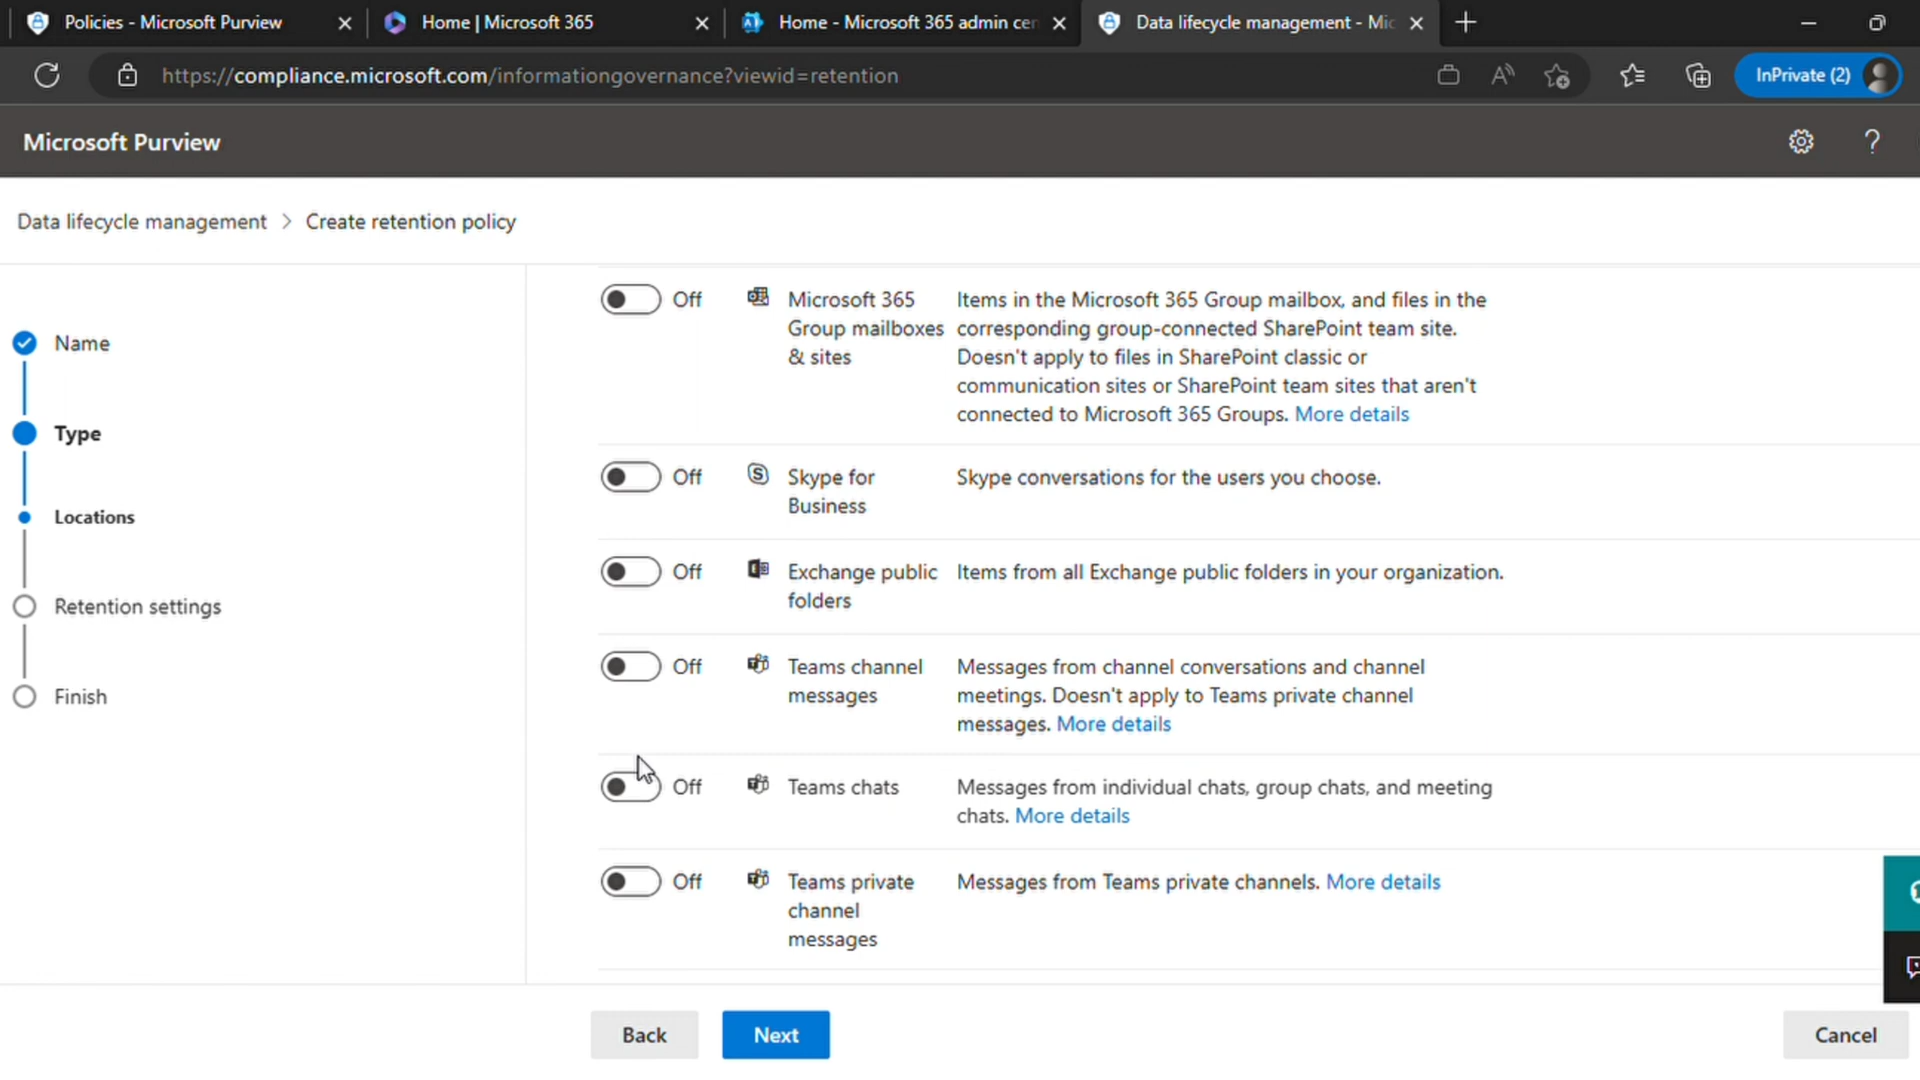 Policies - Microsoft Purview
Home | Microsoft 365
Home - Microsoft 365 admin cen
Data lifecycle management - Mic
https://compliance.microsoft.com/informationgovernance?viewid=retention
InPrivate (2)
Microsoft Purview
Data lifecycle management > Create retention policy
Name
Type
Locations
Retention settings
Finish
Off
Microsoft 365
Group mailboxes
& sites
Items in the Microsoft 365 Group mailbox, and files in the
corresponding group-connected SharePoint team site.
Doesn't apply to files in SharePoint classic or
communication sites or SharePoint team sites that aren't
connected to Microsoft 365 Groups. More details
Off
Skype for
Business
Skype conversations for the users you choose.
Off
Exchange public
folders
Items from all Exchange public folders in your organization.
Off
Teams channel
messages
Messages from channel conversations and channel
meetings. Doesn't apply to Teams private channel
messages. More details
Off
Teams chats
Messages from individual chats, group chats, and meeting
chats. More details
Off
Teams private
channel
messages
Messages from Teams private channels. More details
Back
Next
Cancel